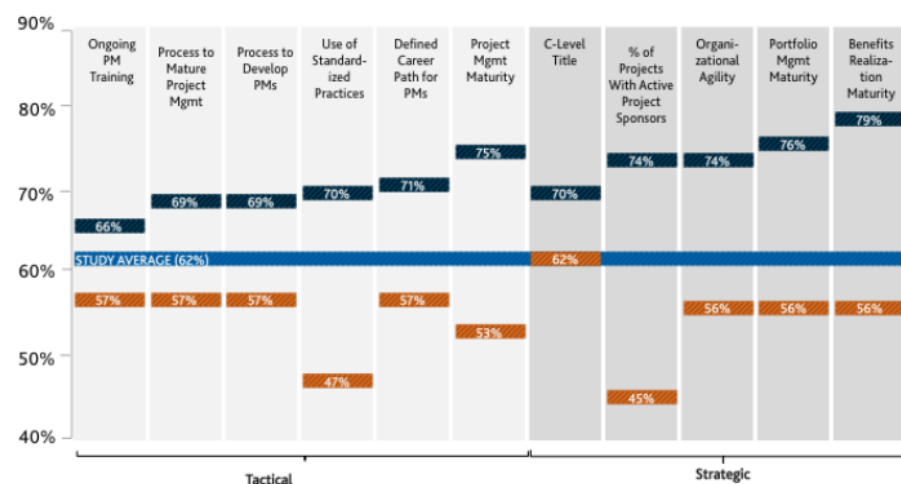 90%
80%
70%
60%
50%
40%
Ongoing
PM
Training
Process to
Mature
Project
Mgmt
Process to
Develop
PMs
Use of
Standard-
ized
Practices
Defined
Career
Path for
PMs
Project
Mgmt
Maturity
C-Level
Title
% of
Projects
With Active
Project
Sponsors
Organi-
zational
Agility
Portfolio
Mgmt
Maturity
Benefits
Realiza-
tion
Maturity
66%
69%
69%
70%
71%
75%
70%
74%
74%
76%
79%
STUDY AVERAGE (62%)
62%
57%
57%
57%
47%
57%
53%
45%
56%
56%
56%
Tactical
Strategic